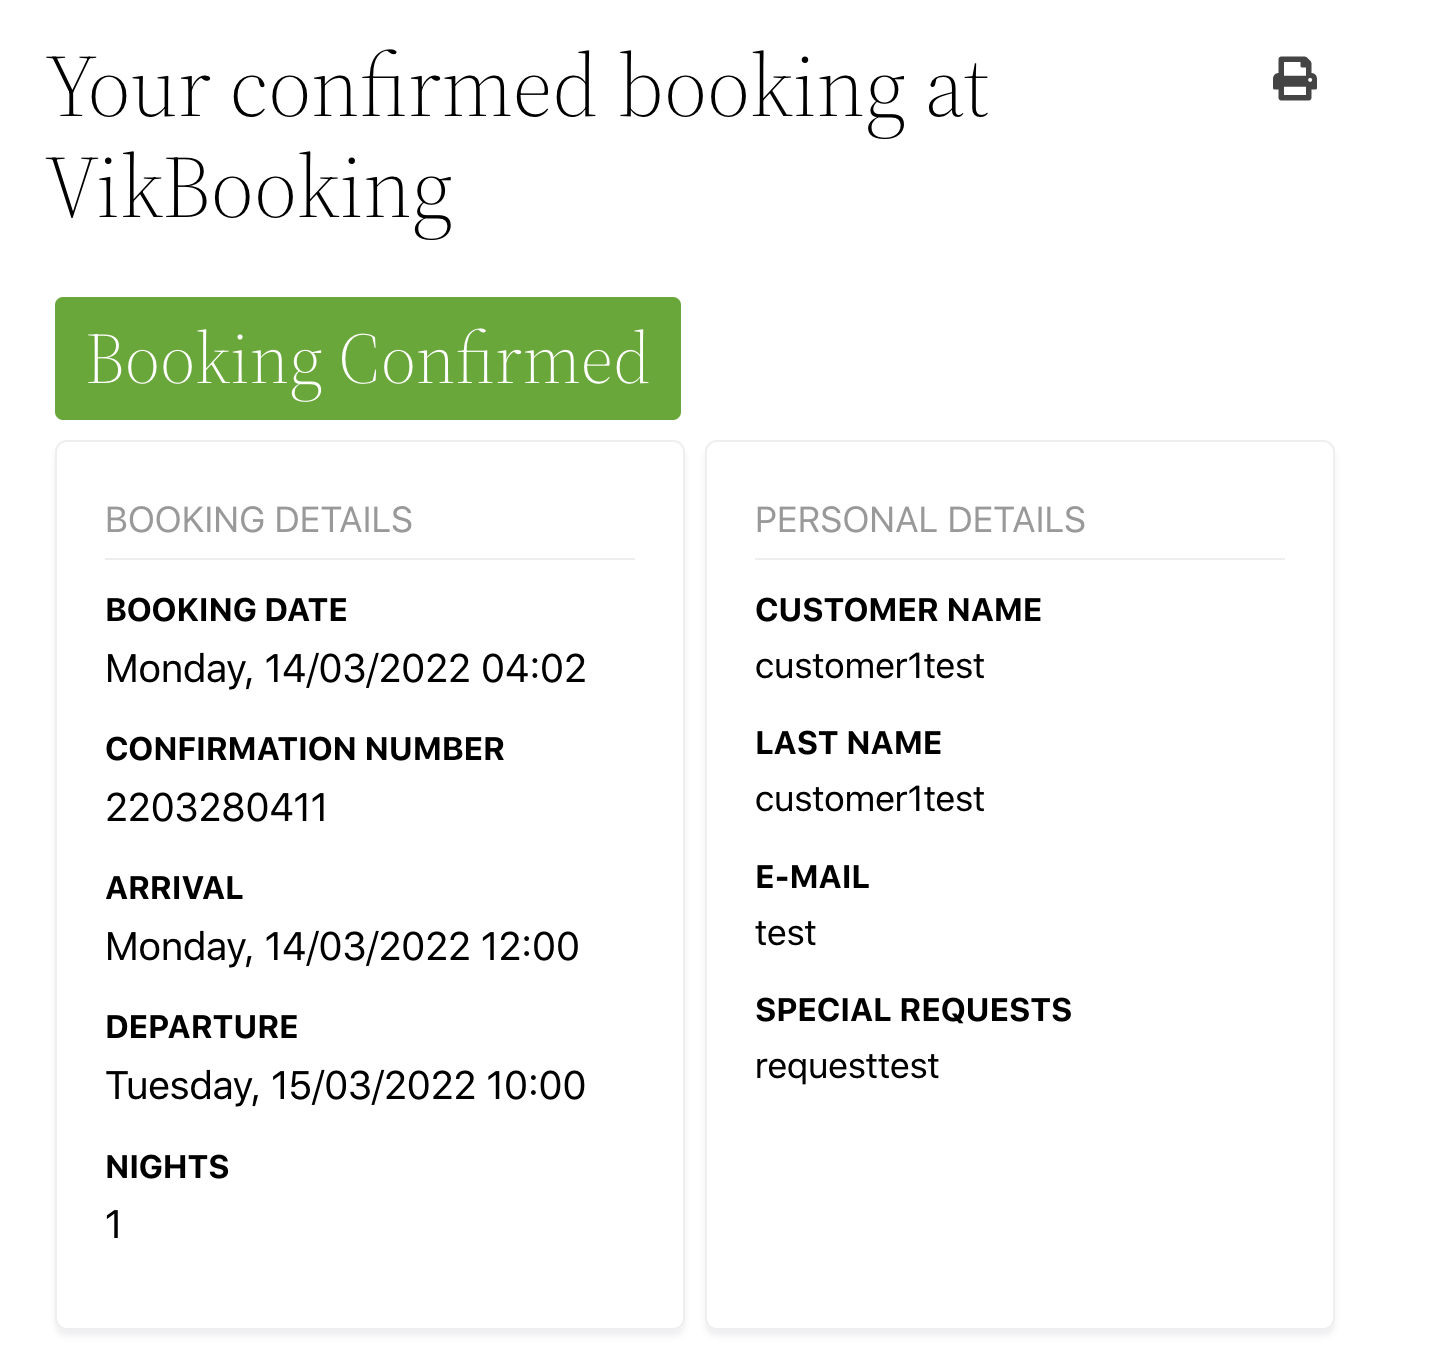 Your confirmed booking at
VikBooking
Booking Confirmed
BOOKING DETAILS
BOOKING DATE
Monday, 14/03/2022 04:02
CONFIRMATION NUMBER
2203280411
ARRIVAL
Monday, 14/03/2022 12:00
DEPARTURE
Tuesday, 15/03/2022 10:00
NIGHTS
1
PERSONAL DETAILS
CUSTOMER NAME
customer1test
LAST NAME
customer1test
E-MAIL
test
SPECIAL REQUESTS
requesttest